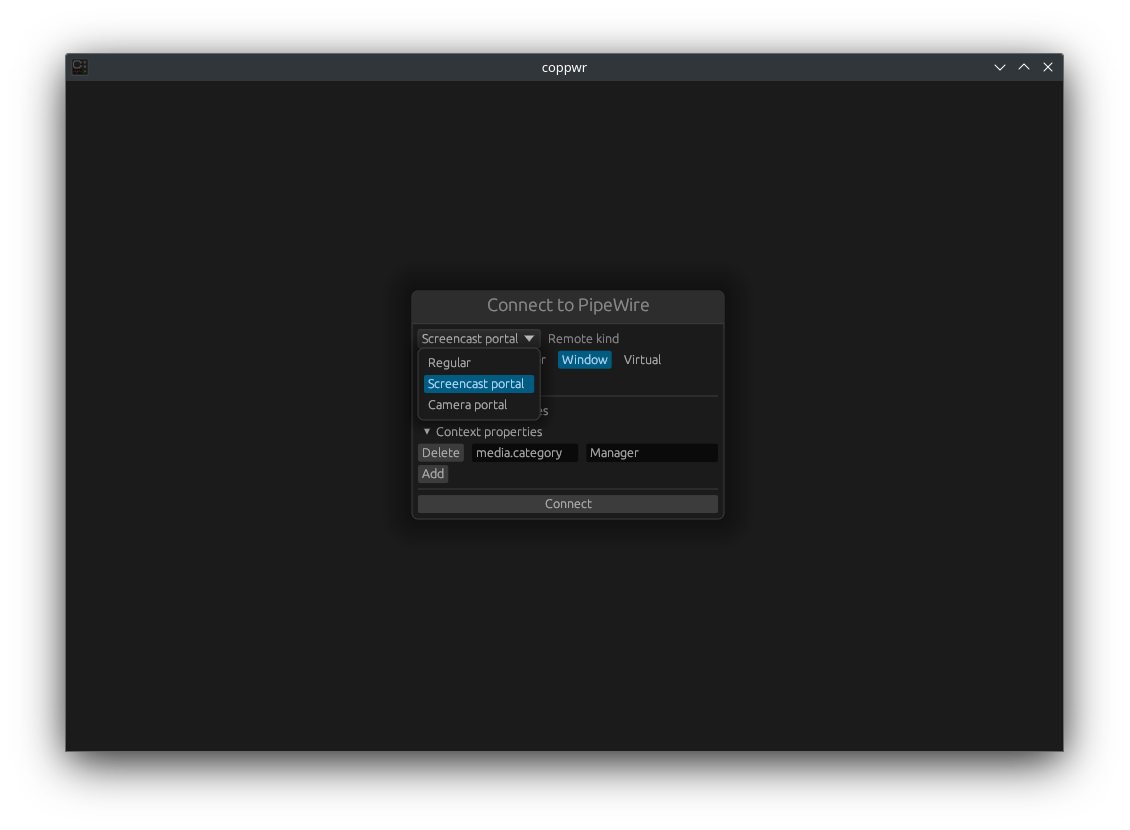 coppwr
Connect to PipeWire
Screencast portal Remote kind
Regular
Window Virtual
Screencast portal
Camera portal
▼ Context properties
Delete media.category Manager
Add
Connect